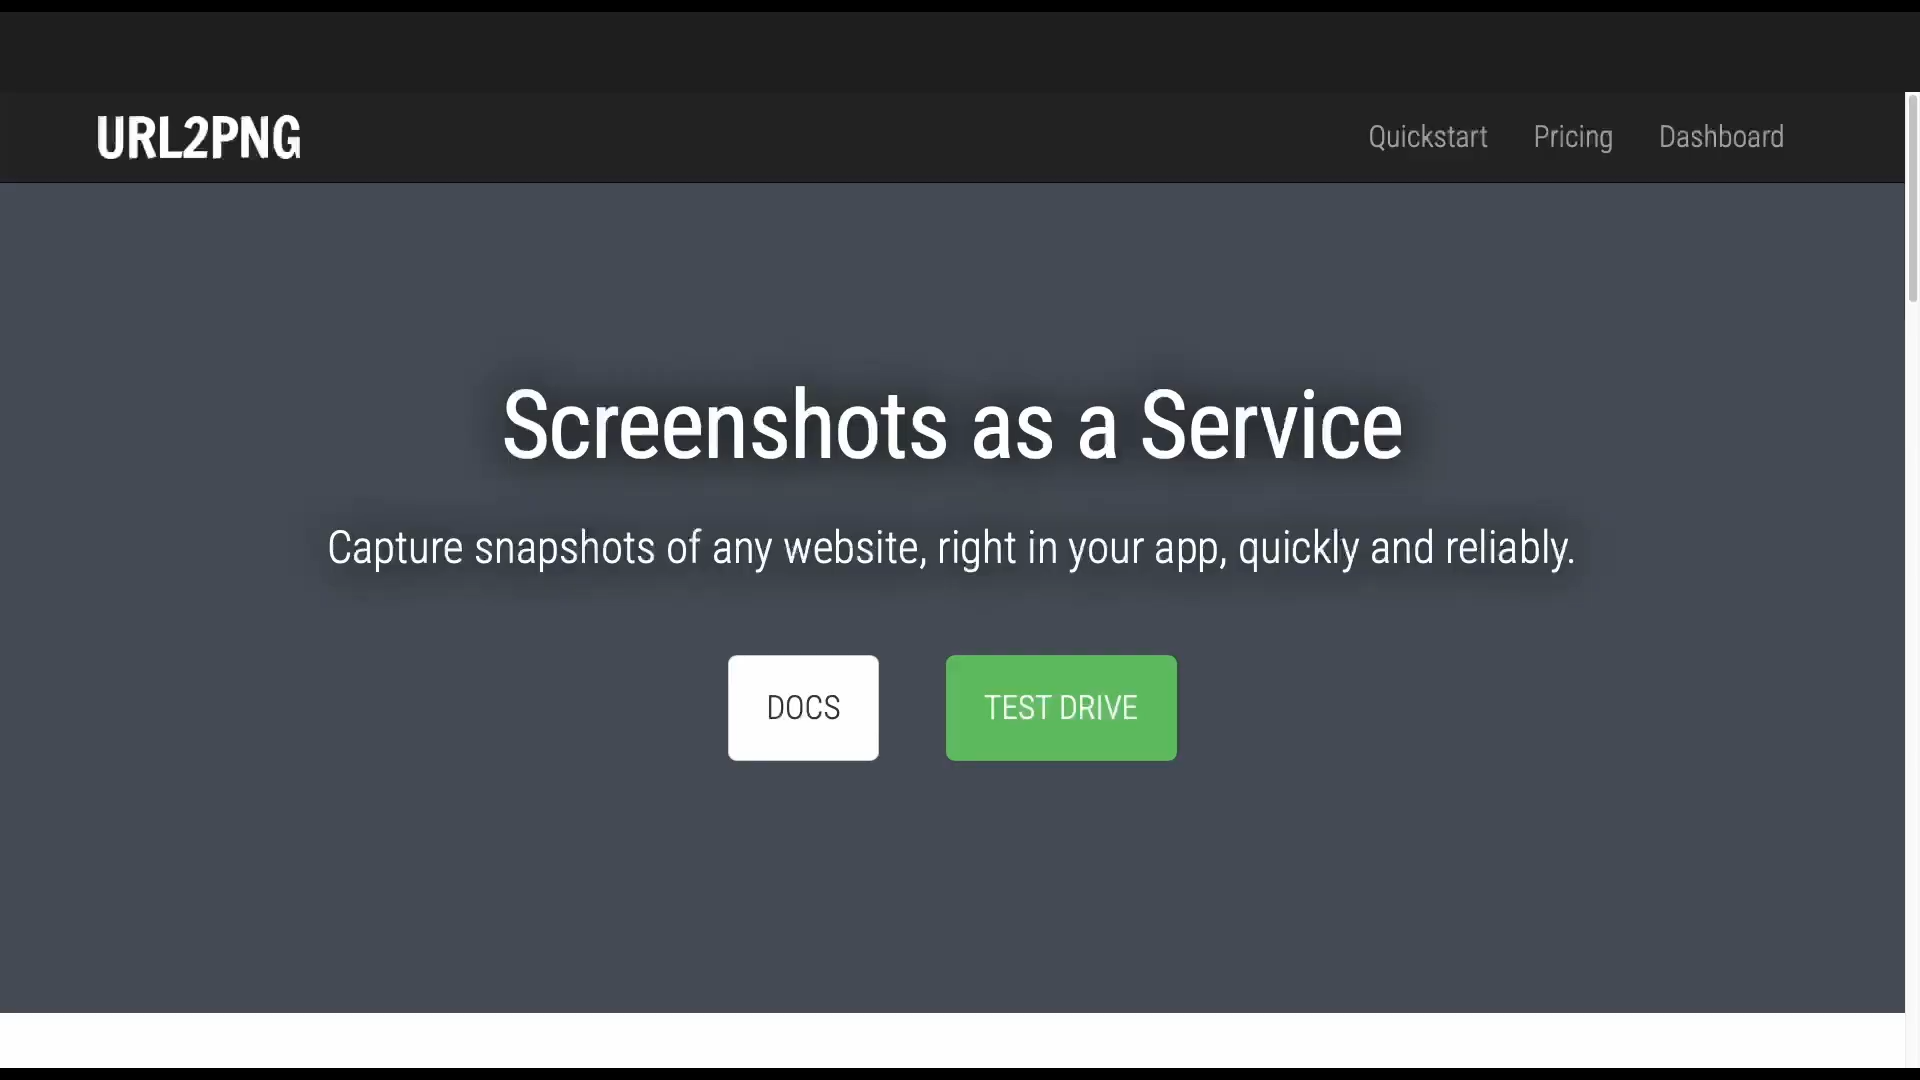 URL2PNG
Quickstart Pricing Dashboard
Screenshots as a Service
Capture snapshots of any website, right in your app, quickly and reliably.
DOCS TEST DRIVE